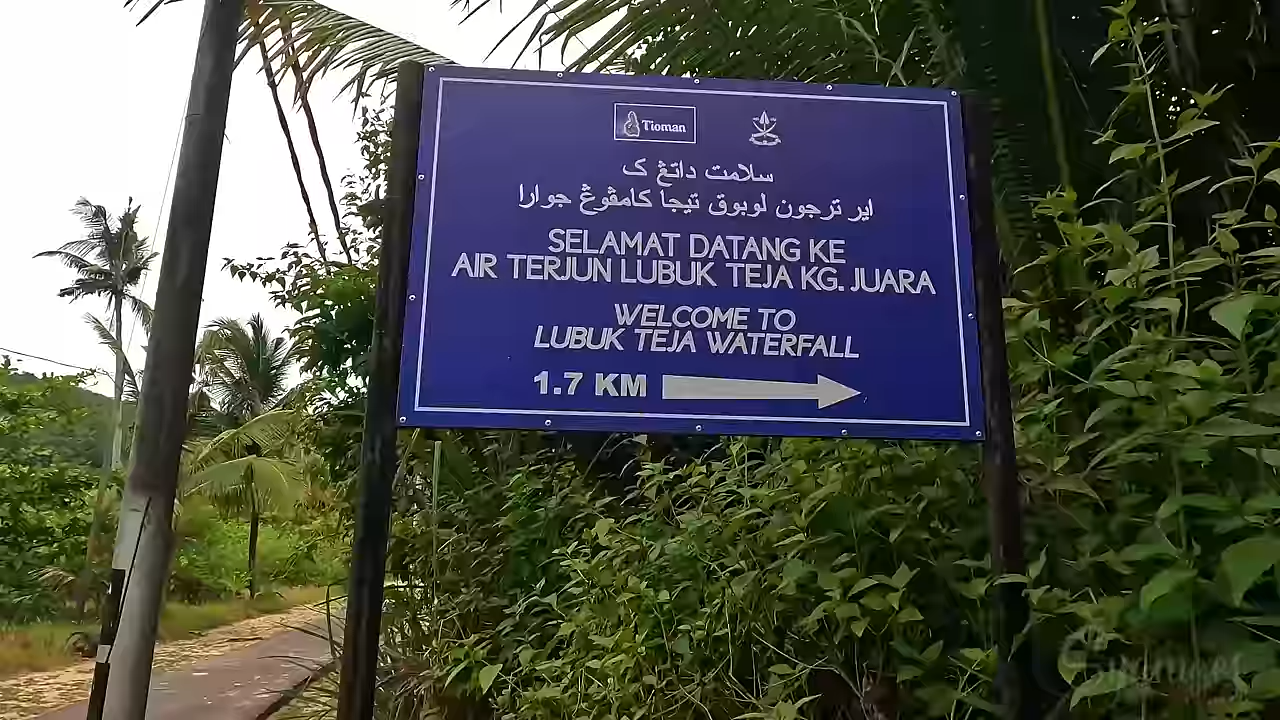 Tioman
سلامت داتڠ ک
اير ترجون لوبوق تيجا کامڤوڠ جوارا
SELAMAT DATANG KE
AIR TERJUN LUBUK TEJA KG. JUARA
WELCOME TO
LUBUK TEJA WATERFALL
1.7 KM